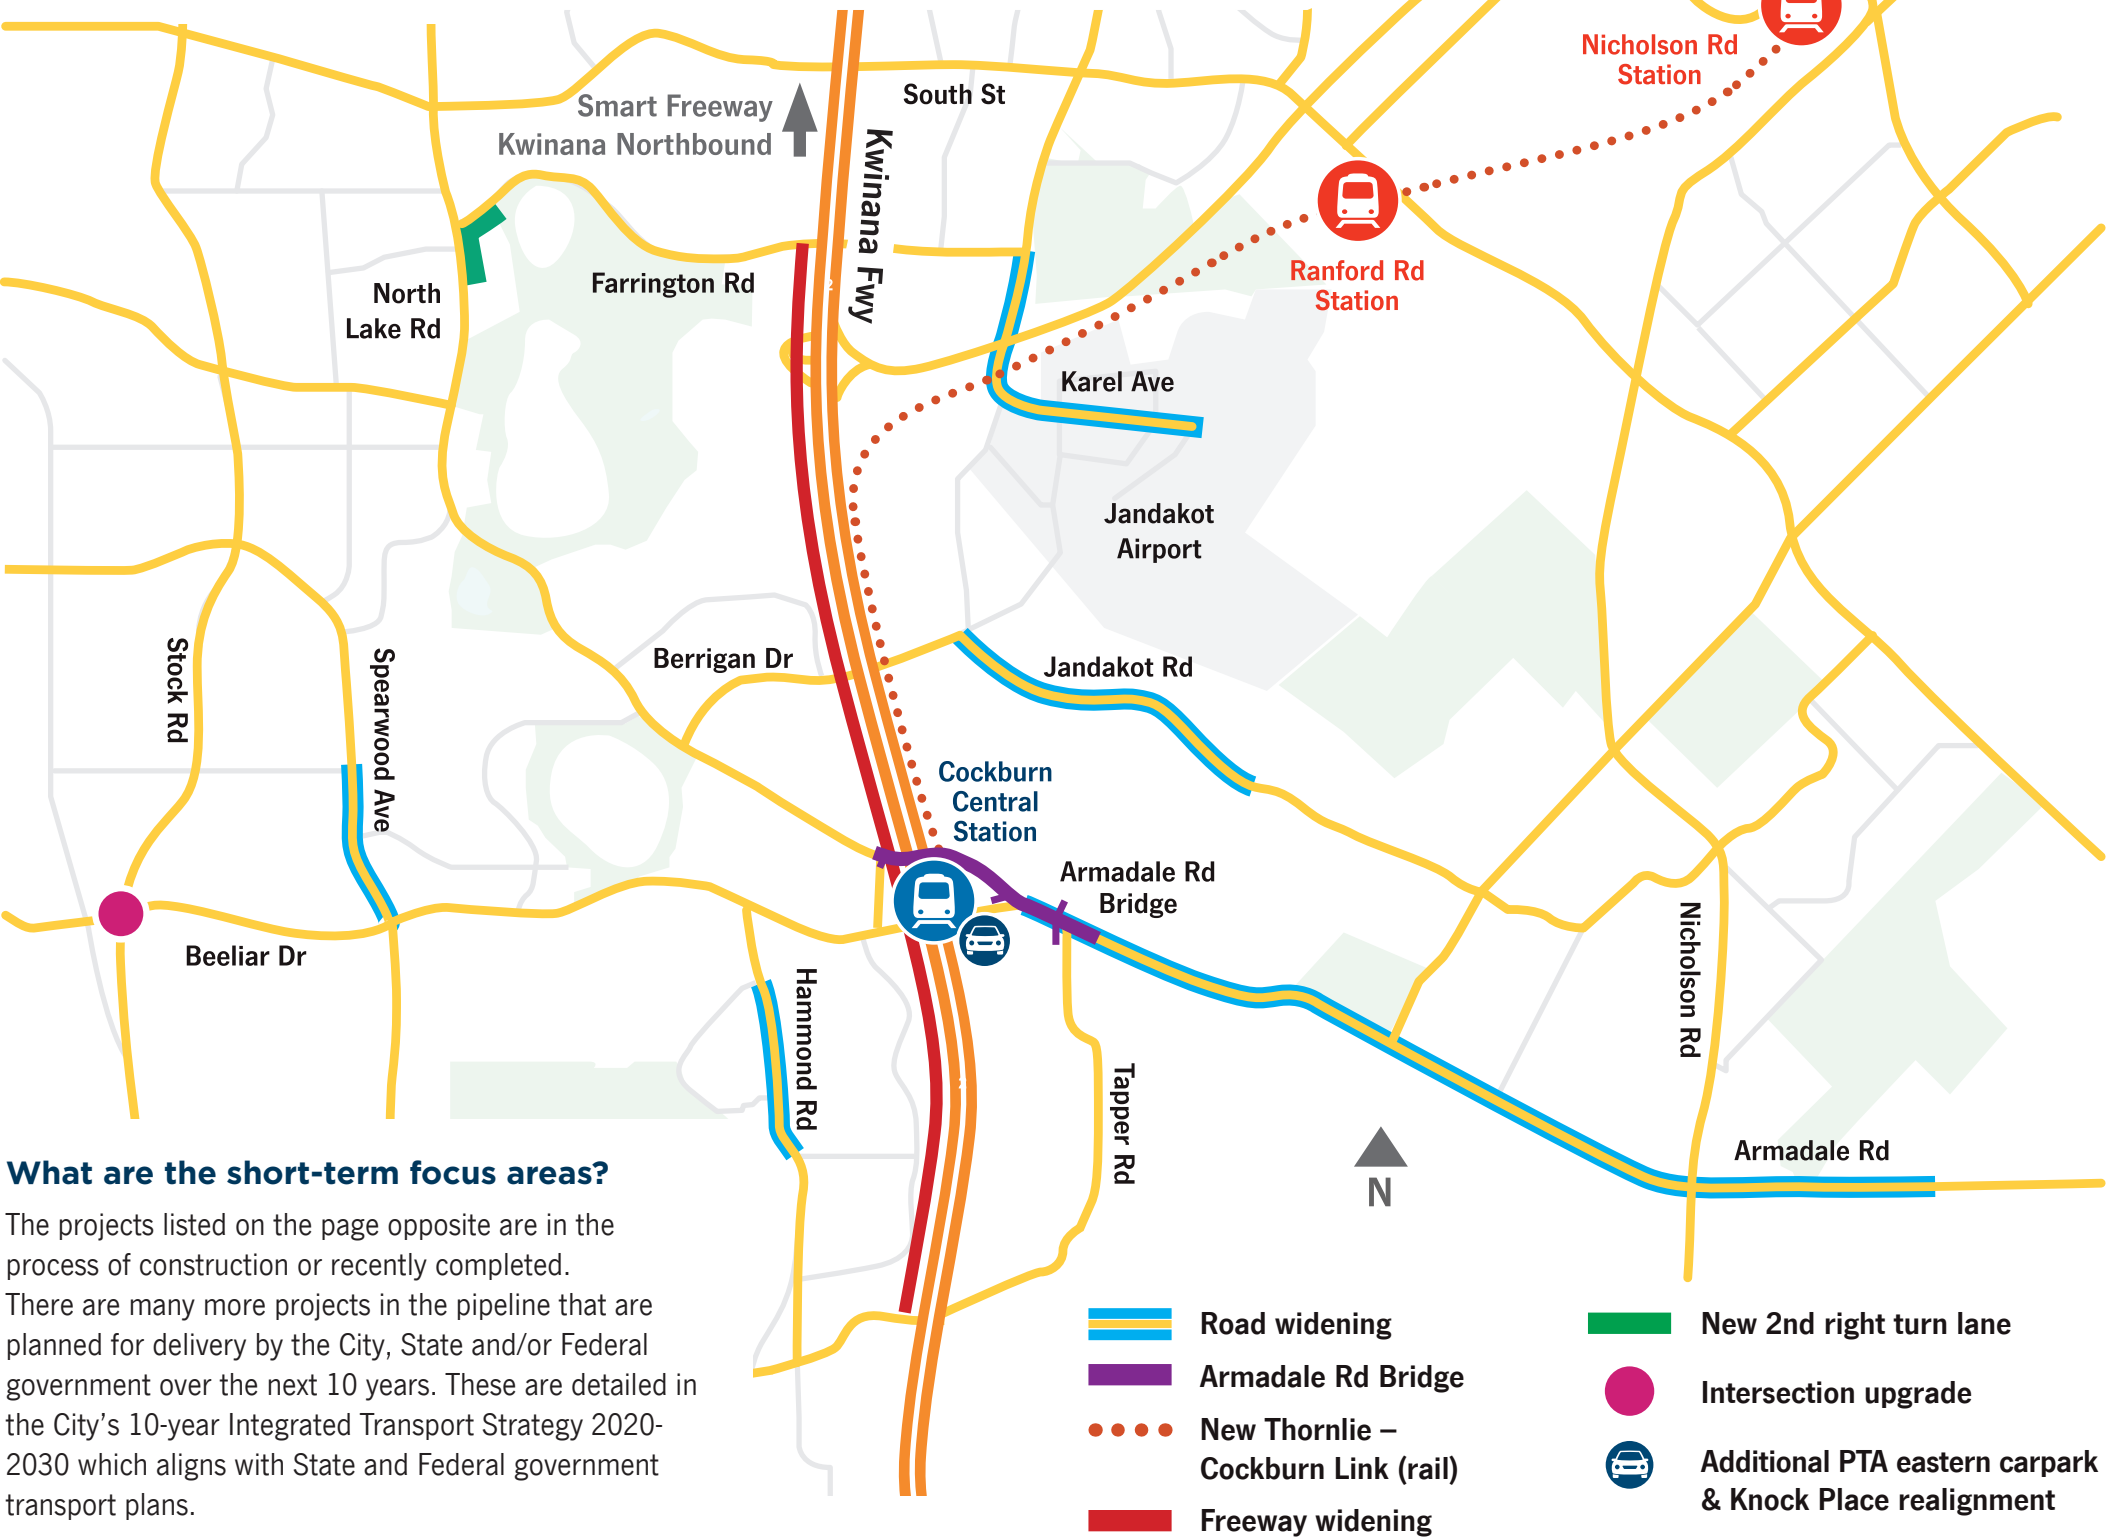 Nicholson Rd
Station
South St
Smart Freeway
Kwinana Northbound
Kwinana Fwy
Ranford Rd
Station
North
Lake Rd
Farrington Rd
2
Karel Ave
Jandakot
Airport
Stock Rd
Spearwood Ave
Berrigan Dr
Jandakot Rd
Cockburn
Central
Station
Armadale Rd
Bridge
Nicholson Rd
Beeliar Dr
Hammond Rd
Tapper Rd
Armadale Rd
N
What are the short-term focus areas?
The projects listed on the page opposite are in the
process of construction or recently completed.
There are many more projects in the pipeline that are
planned for delivery by the City, State and/or Federal
government over the next 10 years. These are detailed in
the City’s 10-year Integrated Transport Strategy 2020-
2030 which aligns with State and Federal government
transport plans.
Road widening
Armadale Rd Bridge
New Thornlie –
Cockburn Link (rail)
Freeway widening
New 2nd right turn lane
Intersection upgrade
Additional PTA eastern carpark
& Knock Place realignment